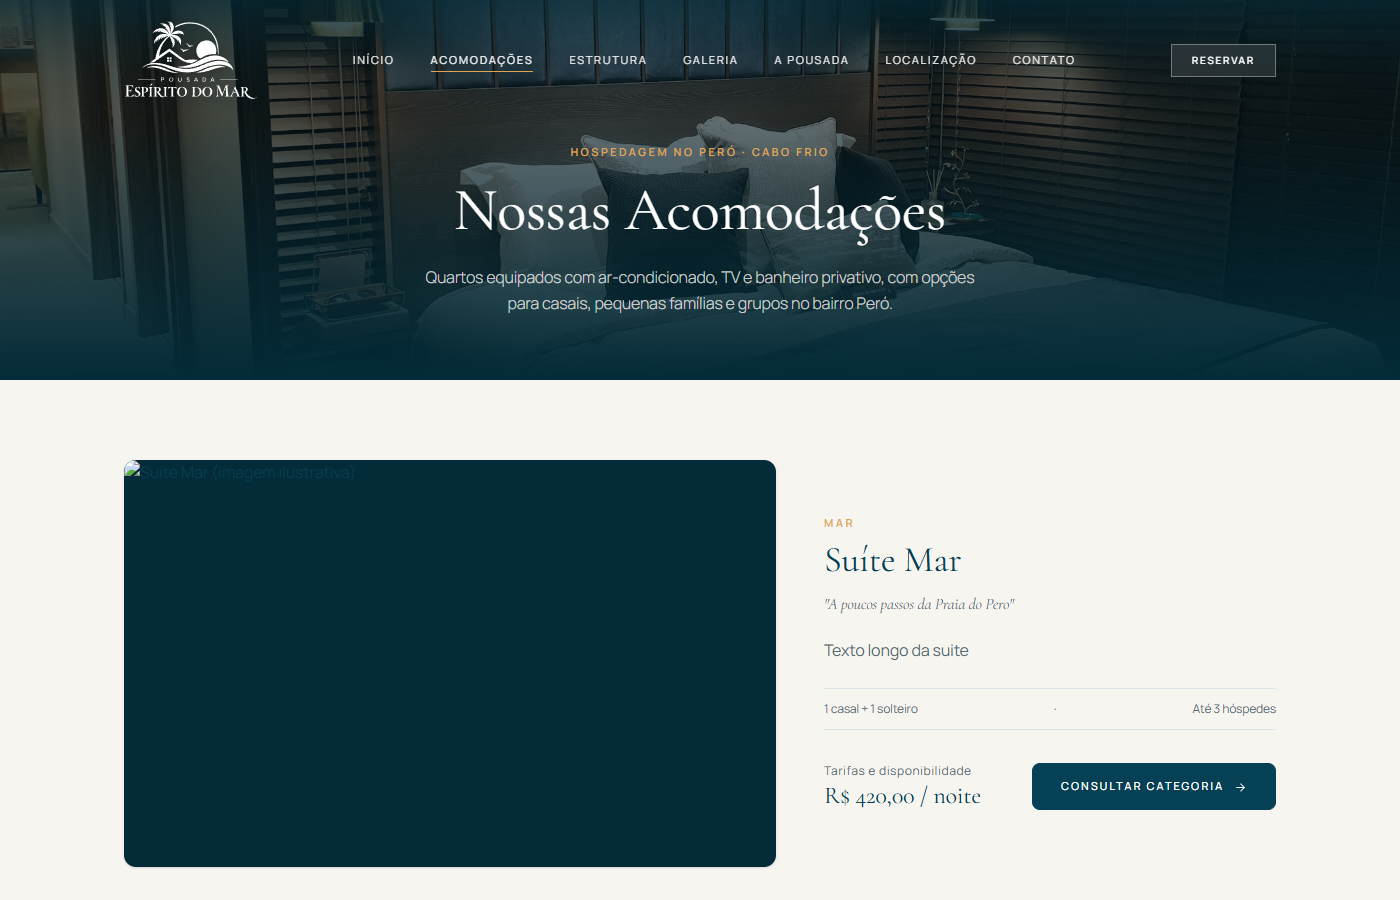 POUSADA
ESPÍRITO DO MAR
INÍCIO
ACOMODAÇÕES
ESTRUTURA
GALERIA
A POUSADA
LOCALIZAÇÃO
CONTATO
RESERVAR
HOSPEDAGEM NO PERÓ · CABO FRIO
Nossas Acomodações
Quartos equipados com ar-condicionado, TV e banheiro privativo, com opções
para casais, pequenas famílias e grupos no bairro Peró.
Suíte Mar (imagem ilustrativa)
MAR
Suíte Mar
"A poucos passos da Praia do Pero"
Texto longo da suite
1 casal + 1 solteiro · Até 3 hóspedes
Tarifas e disponibilidade
R$ 420,00 / noite
CONSULTAR CATEGORIA →